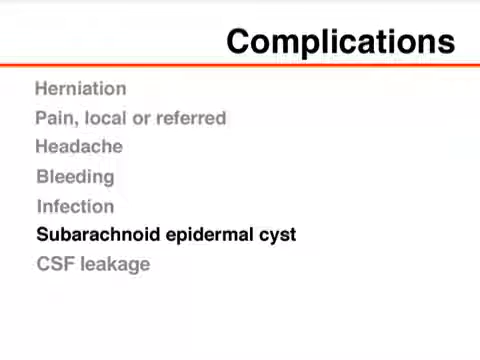 Complications
Herniation
Pain, local or referred
Headache
Bleeding
Infection
Subarachnoid epidermal cyst
CSF leakage